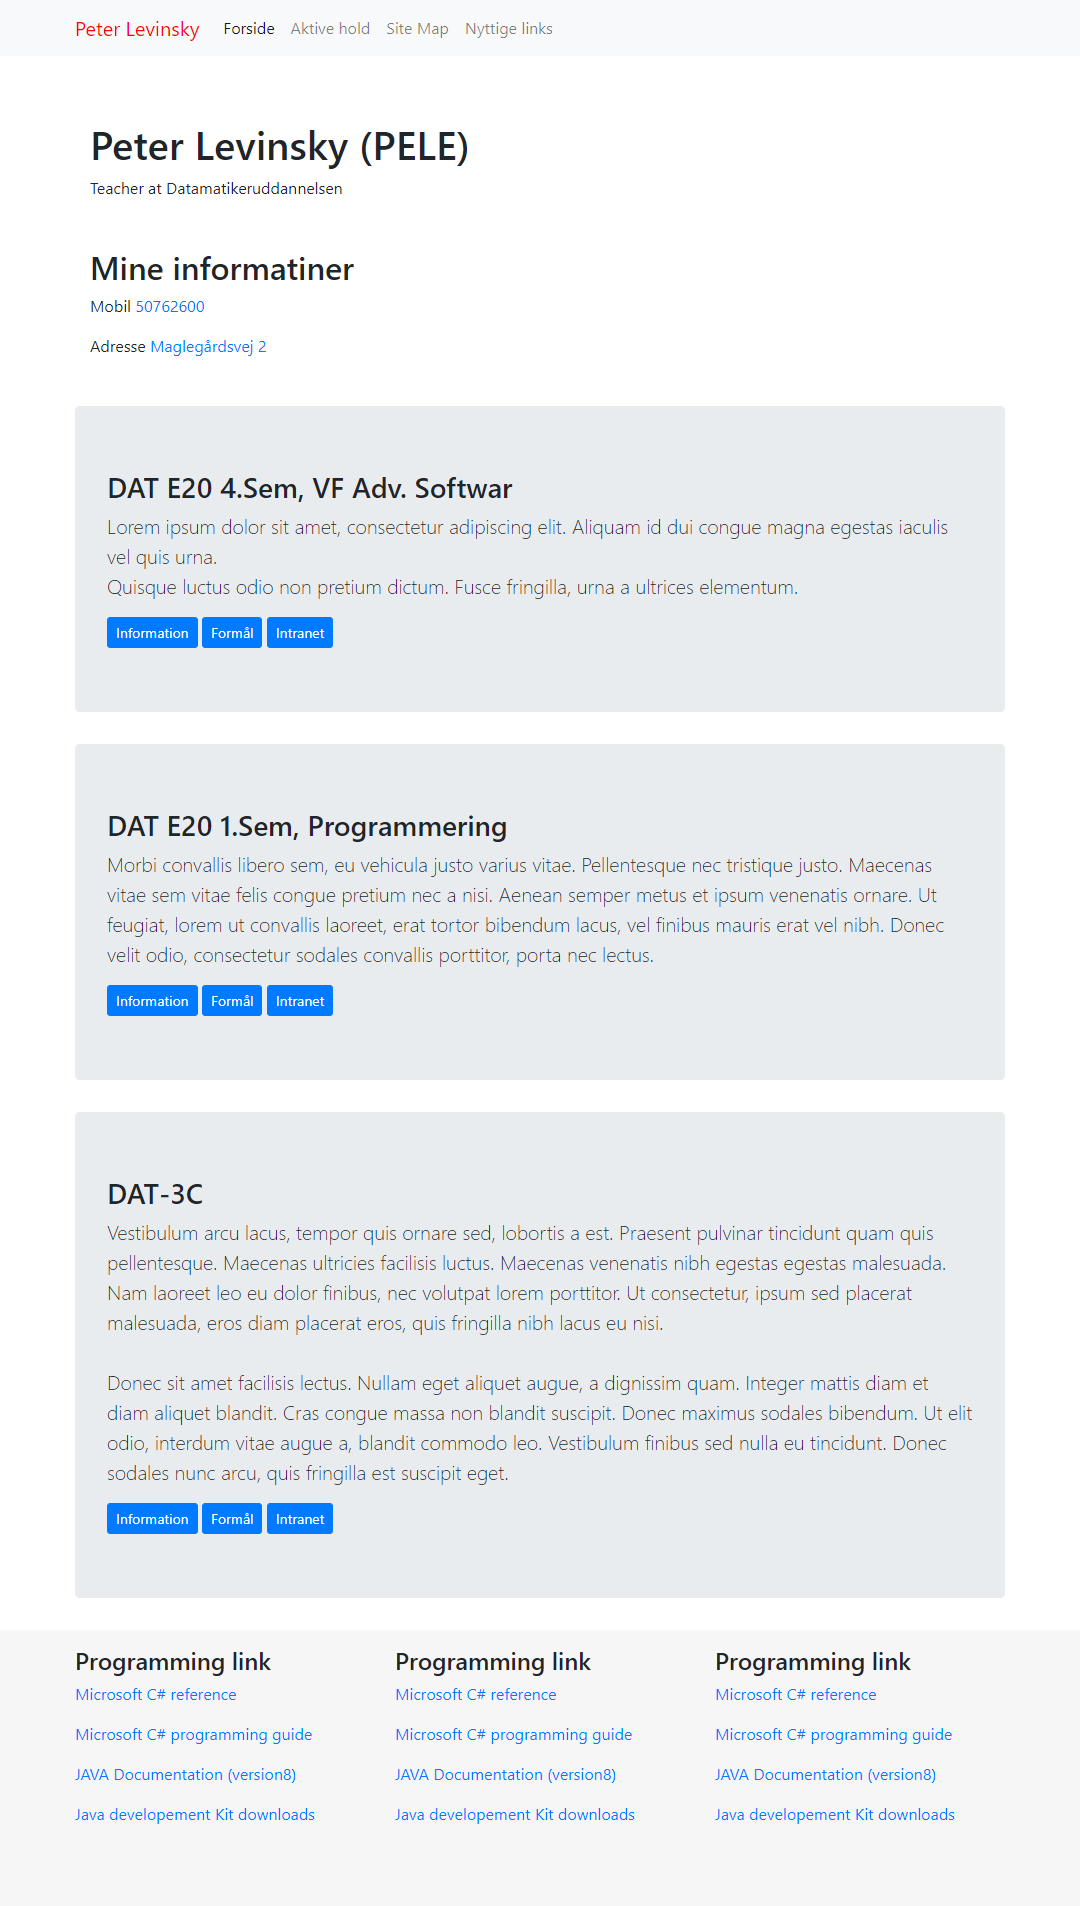 Peter Levinsky Forside Aktive hold Site Map Nyttige links
Peter Levinsky (PELE)
Teacher at Datamatikeruddannelsen
Mine informatiner
Mobil 50762600
Adresse Maglegårdsvej 2
DAT E20 4.Sem, VF Adv. Softwar
Lorem ipsum dolor sit amet, consectetur adipiscing elit. Aliquam id dui congue magna egestas iaculis
vel quis urna.
Quisque luctus odio non pretium dictum. Fusce fringilla, urna a ultrices elementum.
Information Formål Intranet
DAT E20 1.Sem, Programmering
Morbi convallis libero sem, eu vehicula justo varius vitae. Pellentesque nec tristique justo. Maecenas
vitae sem vitae felis congue pretium nec a nisi. Aenean semper metus et ipsum venenatis ornare. Ut
feugiat, lorem ut convallis laoreet, erat tortor bibendum lacus, vel finibus mauris erat vel nibh. Donec
velit odio, consectetur sodales convallis porttitor, porta nec lectus.
Information Formål Intranet
DAT-3C
Vestibulum arcu lacus, tempor quis ornare sed, lobortis a est. Praesent pulvinar tincidunt quam quis
pellentesque. Maecenas ultricies facilisis luctus. Maecenas venenatis nibh egestas egestas malesuada.
Nam laoreet leo eu dolor finibus, nec volutpat lorem porttitor. Ut consectetur, ipsum sed placerat
malesuada, eros diam placerat eros, quis fringilla nibh lacus eu nisi.
Donec sit amet facilisis lectus. Nullam eget aliquet augue, a dignissim quam. Integer mattis diam et
diam aliquet blandit. Cras congue massa non blandit suscipit. Donec maximus sodales bibendum. Ut elit
odio, interdum vitae augue a, blandit commodo leo. Vestibulum finibus sed nulla eu tincidunt. Donec
sodales nunc arcu, quis fringilla est suscipit eget.
Information Formål Intranet
Programming link
Microsoft C# reference
Microsoft C# programming guide
JAVA Documentation (version8)
Java developement Kit downloads
Programming link
Microsoft C# reference
Microsoft C# programming guide
JAVA Documentation (version8)
Java developement Kit downloads
Programming link
Microsoft C# reference
Microsoft C# programming guide
JAVA Documentation (version8)
Java developement Kit downloads